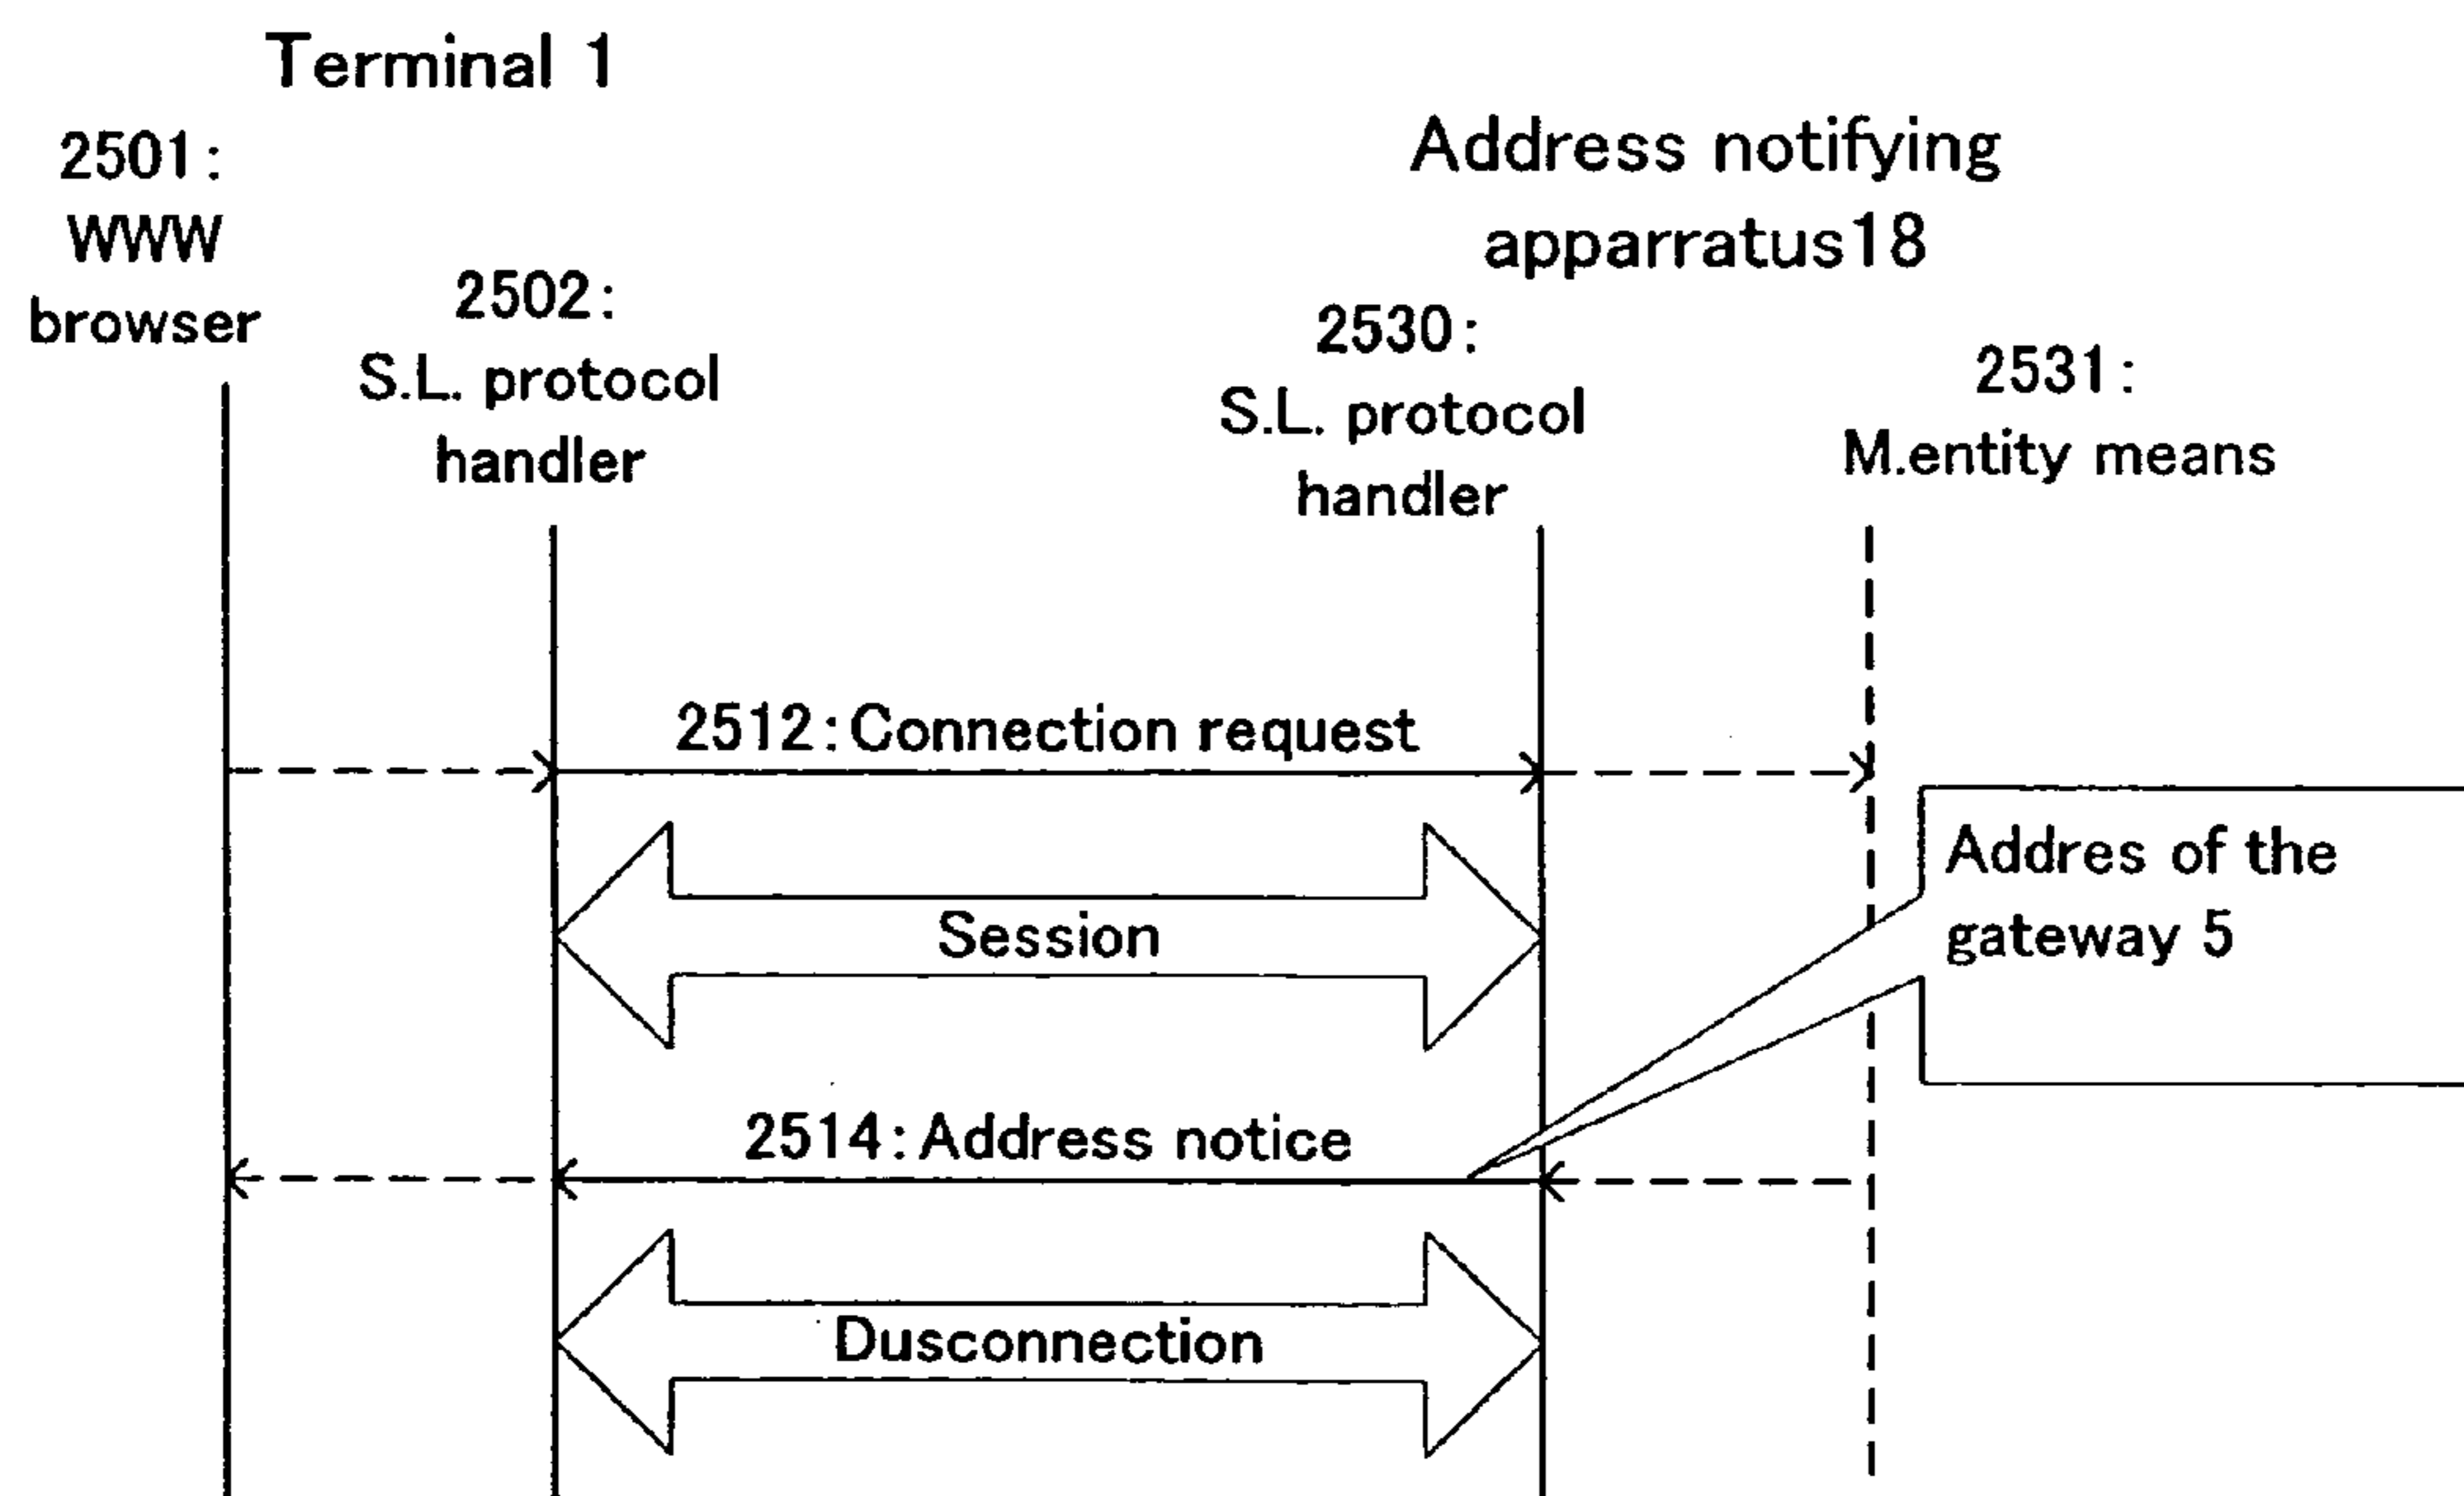 Terminal 1
2501:
WWW
browser
2502:
S.L. protocol
handler
Address notifying
apparratus18
2530:
S.L. protocol
handler
2531:
M.entity means
2512:Connection request
Session
Addres of the
gateway 5
2514:Address notice
Dusconnection